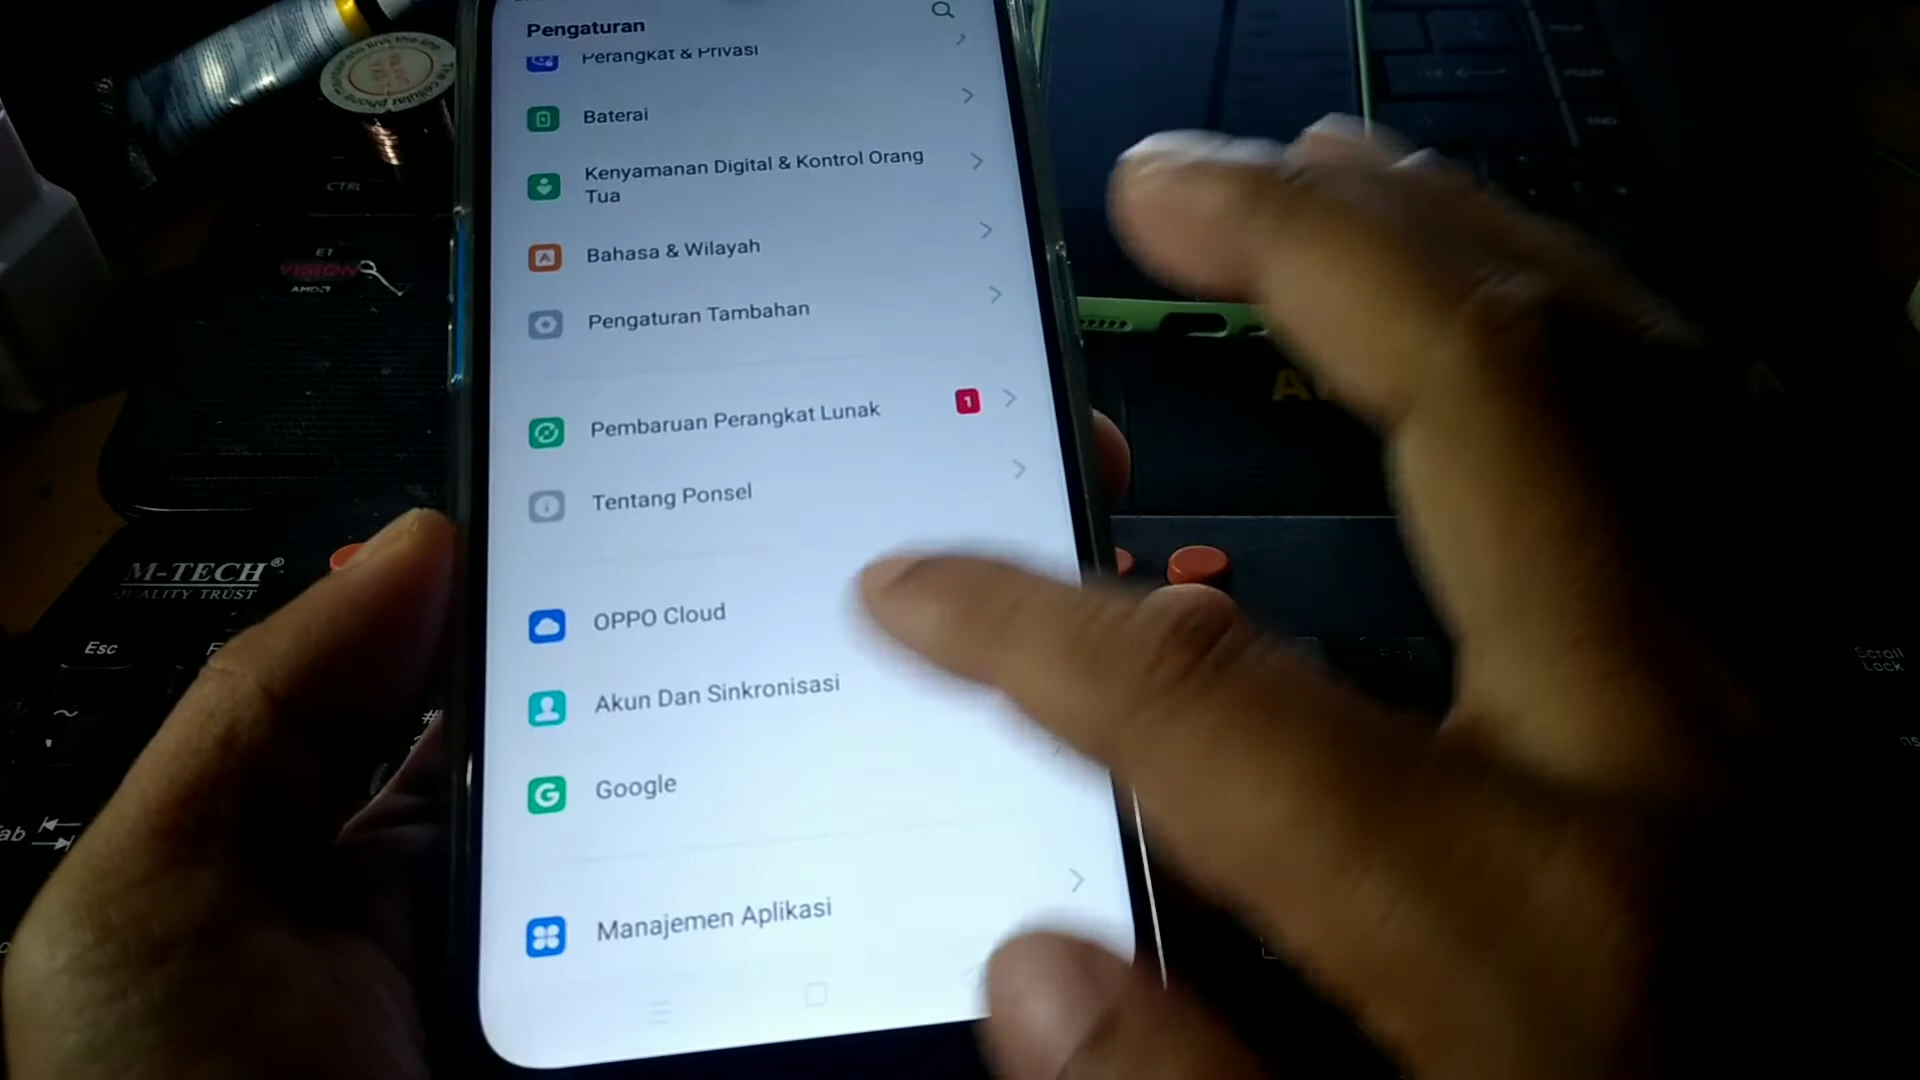 Pengaturan
Perangkat & Privasi
Baterai
Kenyamanan Digital & Kontrol Orang
Tua
Bahasa & Wilayah
Pengaturan Tambahan
Pembaruan Perangkat Lunak
1
Tentang Ponsel
OPPO Cloud
Akun Dan Sinkronisasi
Google
Manajemen Aplikasi
CTRL
VISION
M-TECH®
QUALITY TRUST
Esc
Scroll
Lock